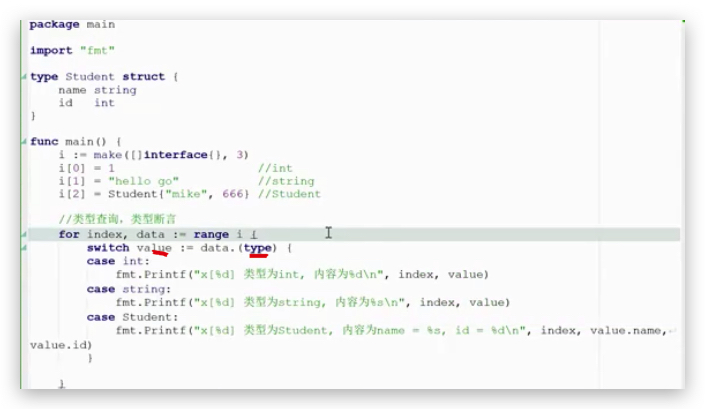 package main
import "fmt"
type Student struct {
name string
id int
}
func main() {
i := make([]interface{}, 3)
i[0] = 1 //int
i[1] = "hello go" //string
i[2] = Student{"mike", 666} //Student
//类型查询, 类型断言
for index, data := range i {
switch value := data.(type) {
case int:
fmt.Printf("x[%d] 类型为int, 内容为%d\n", index, value)
case string:
fmt.Printf("x[%d] 类型为string, 内容为%s\n", index, value)
case Student:
fmt.Printf("x[%d] 类型为Student, 内容为name = %s, id = %d\n", index, value.name,
value.id)
}
}